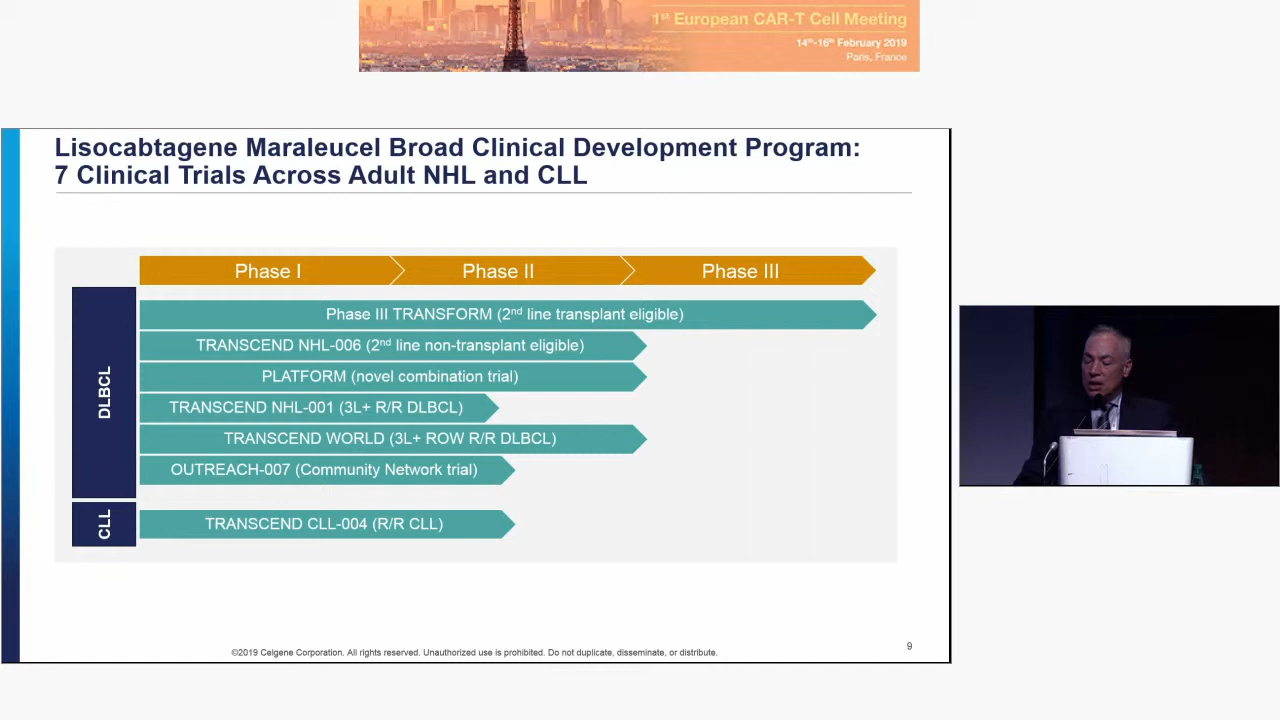 1st European CAR-T Cell Meeting
14th-16th February 2019
Paris, France
Lisocabtagene Maraleucel Broad Clinical Development Program:
7 Clinical Trials Across Adult NHL and CLL
Phase I
Phase II
Phase III
DLBCL
Phase III TRANSFORM (2nd line transplant eligible)
TRANSCEND NHL-006 (2nd line non-transplant eligible)
PLATFORM (novel combination trial)
TRANSCEND NHL-001 (3L+ R/R DLBCL)
TRANSCEND WORLD (3L+ ROW R/R DLBCL)
OUTREACH-007 (Community Network trial)
CLL
TRANSCEND CLL-004 (R/R CLL)
©2019 Celgene Corporation. All rights reserved. Unauthorized use is prohibited. Do not duplicate, disseminate, or distribute.
9